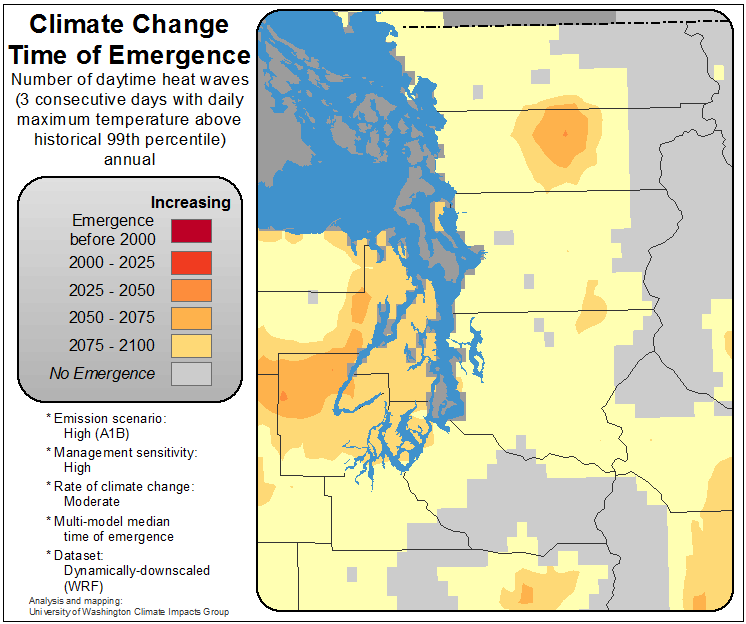 Climate Change
Time of Emergence
Number of daytime heat waves
(3 consecutive days with daily
maximum temperature above
historical 99th percentile)
annual
Increasing
Emergence
before 2000
2000 - 2025
2025 - 2050
2050 - 2075
2075 - 2100
No Emergence
* Emission scenario:
High (A1B)
* Management sensitivity:
High
* Rate of climate change:
Moderate
* Multi-model median
time of emergence
* Dataset:
Dynamically-downscaled
(WRF)
Analysis and mapping:
University of Washington Climate Impacts Group